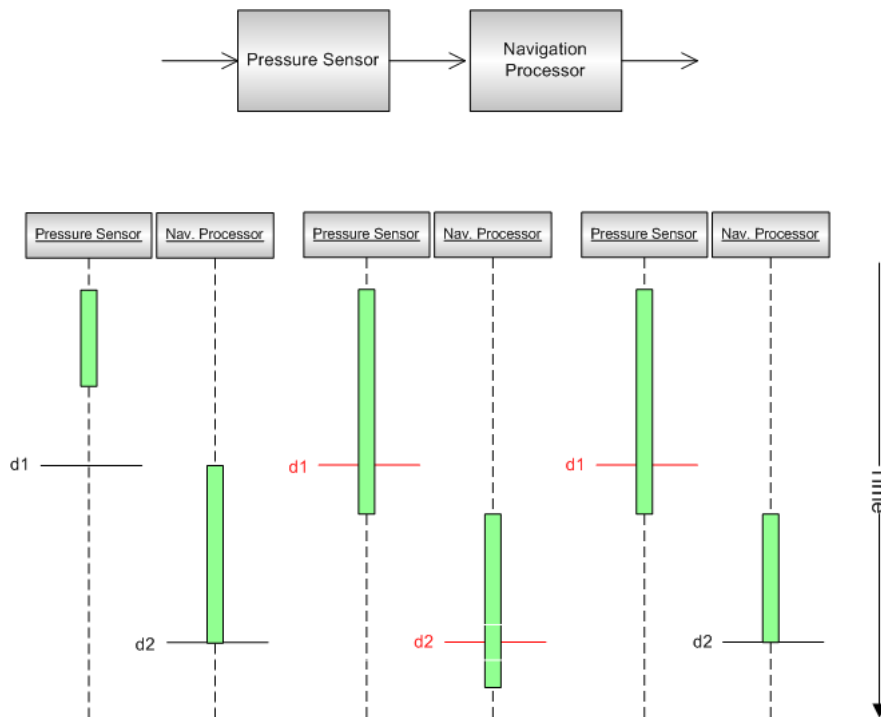 Pressure Sensor
Navigation
Processor
Pressure Sensor
Nav. Processor
Pressure Sensor
Nav. Processor
Pressure Sensor
Nav. Processor
d1
d1
d1
d2
d2
d2
Time